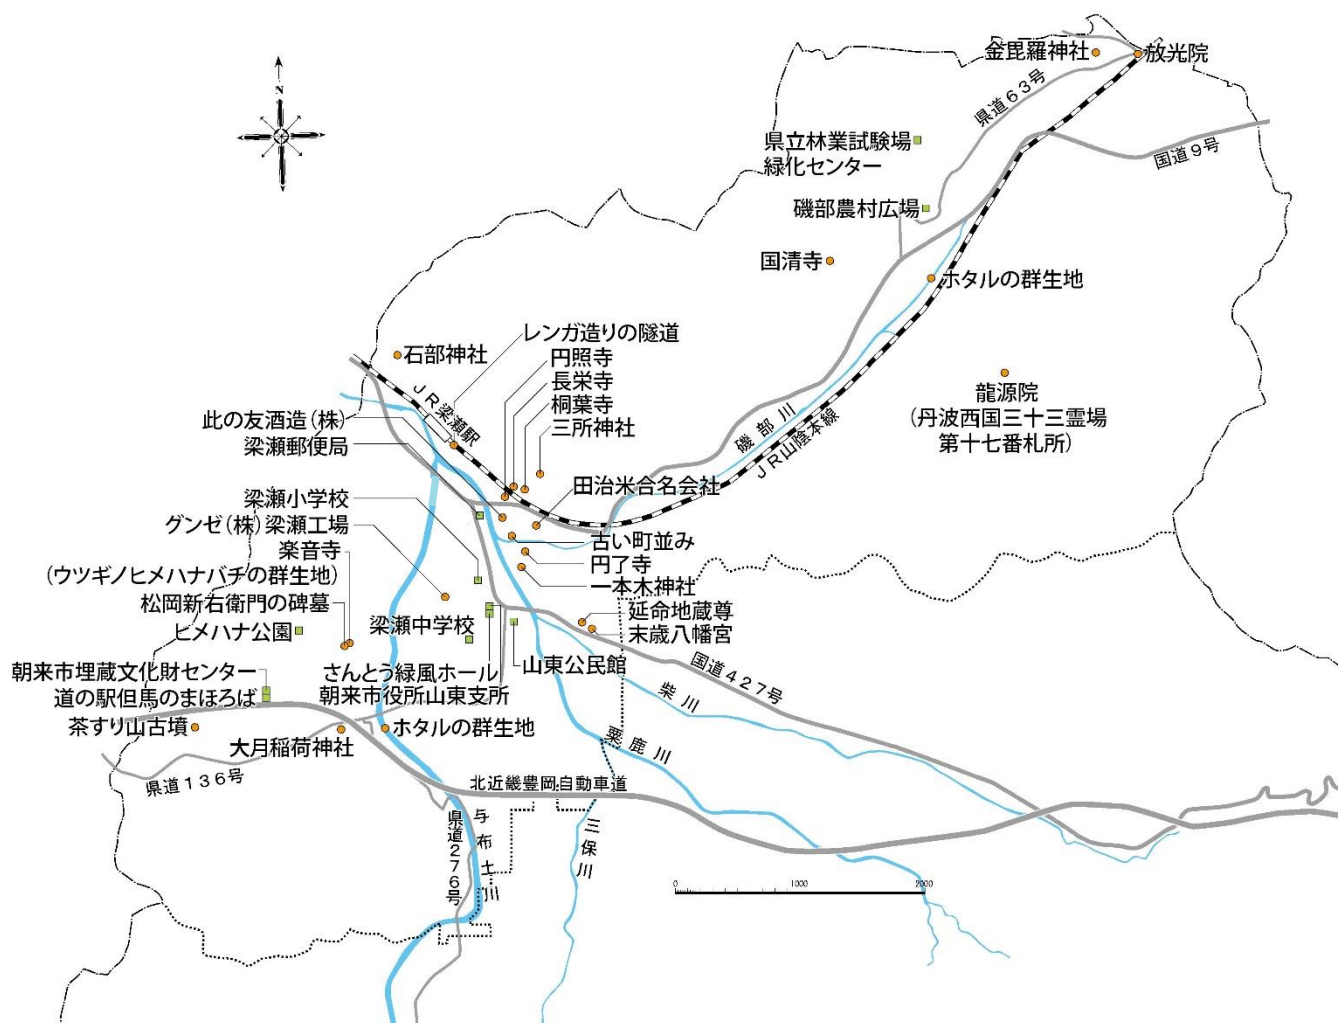 金毘羅神社
放光院
県道63号
N
県立林業試験場
緑化センター
国道9号
磯部農村広場
国清寺
ホタルの群生地
レンガ造りの隧道
石部神社
円照寺
長栄寺
桐葉寺
三所神社
JR梁瀬駅
此の友酒造(株)
梁瀬郵便局
磯部川
JR山陰本線
龍源院
(丹波西国三十三霊場
第十七番札所)
田治米合名会社
梁瀬小学校
グンゼ(株)梁瀬工場
古い町並み
楽音寺
円了寺
(ウツギノヒメハナバチの群生地)
一本木神社
松岡新右衛門の碑墓
延命地蔵尊
ヒメハナ公園
梁瀬中学校
末歳八幡宮
朝来市埋蔵文化財センター
さんとう緑風ホール
山東公民館
国道427号
道の駅但馬のまほろば
朝来市役所山東支所
柴川
茶すり山古墳
ホタルの群生地
大月稲荷神社
粟鹿川
県道136号
北近畿豊岡自動車道
与布土川
県道276号
三保川
0 1000 2000